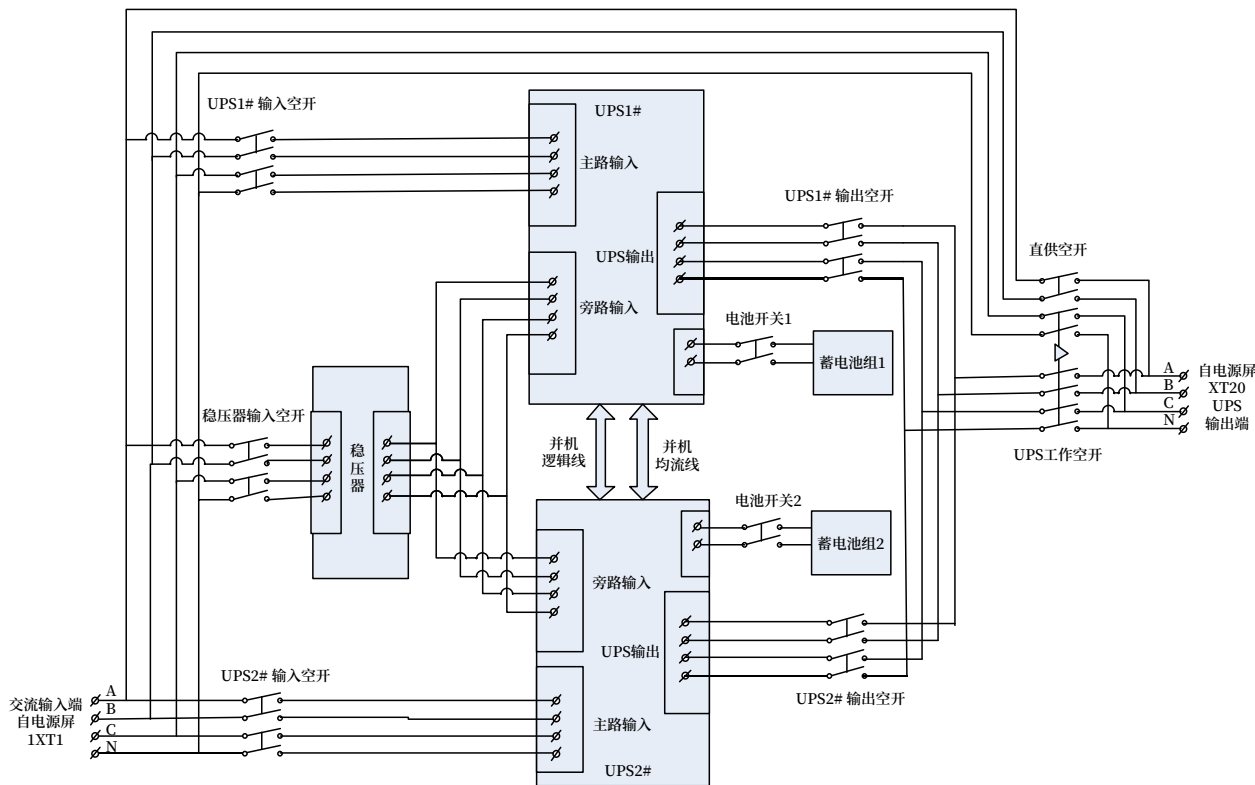 UPS1# 输入空开
UPS1#
主路输入
UPS输出
旁路输入
UPS1# 输出空开
直供空开
电池开关1
蓄电池组1
A
B
C
N
自电源屏
XT20
UPS
输出端
UPS工作空开
稳压器输入空开
稳
压
器
并机
逻辑线
并机
均流线
电池开关2
蓄电池组2
旁路输入
UPS输出
UPS2# 输入空开
UPS2# 输出空开
主路输入
UPS2#
交流输入端
自电源屏
1XT1
A
B
C
N